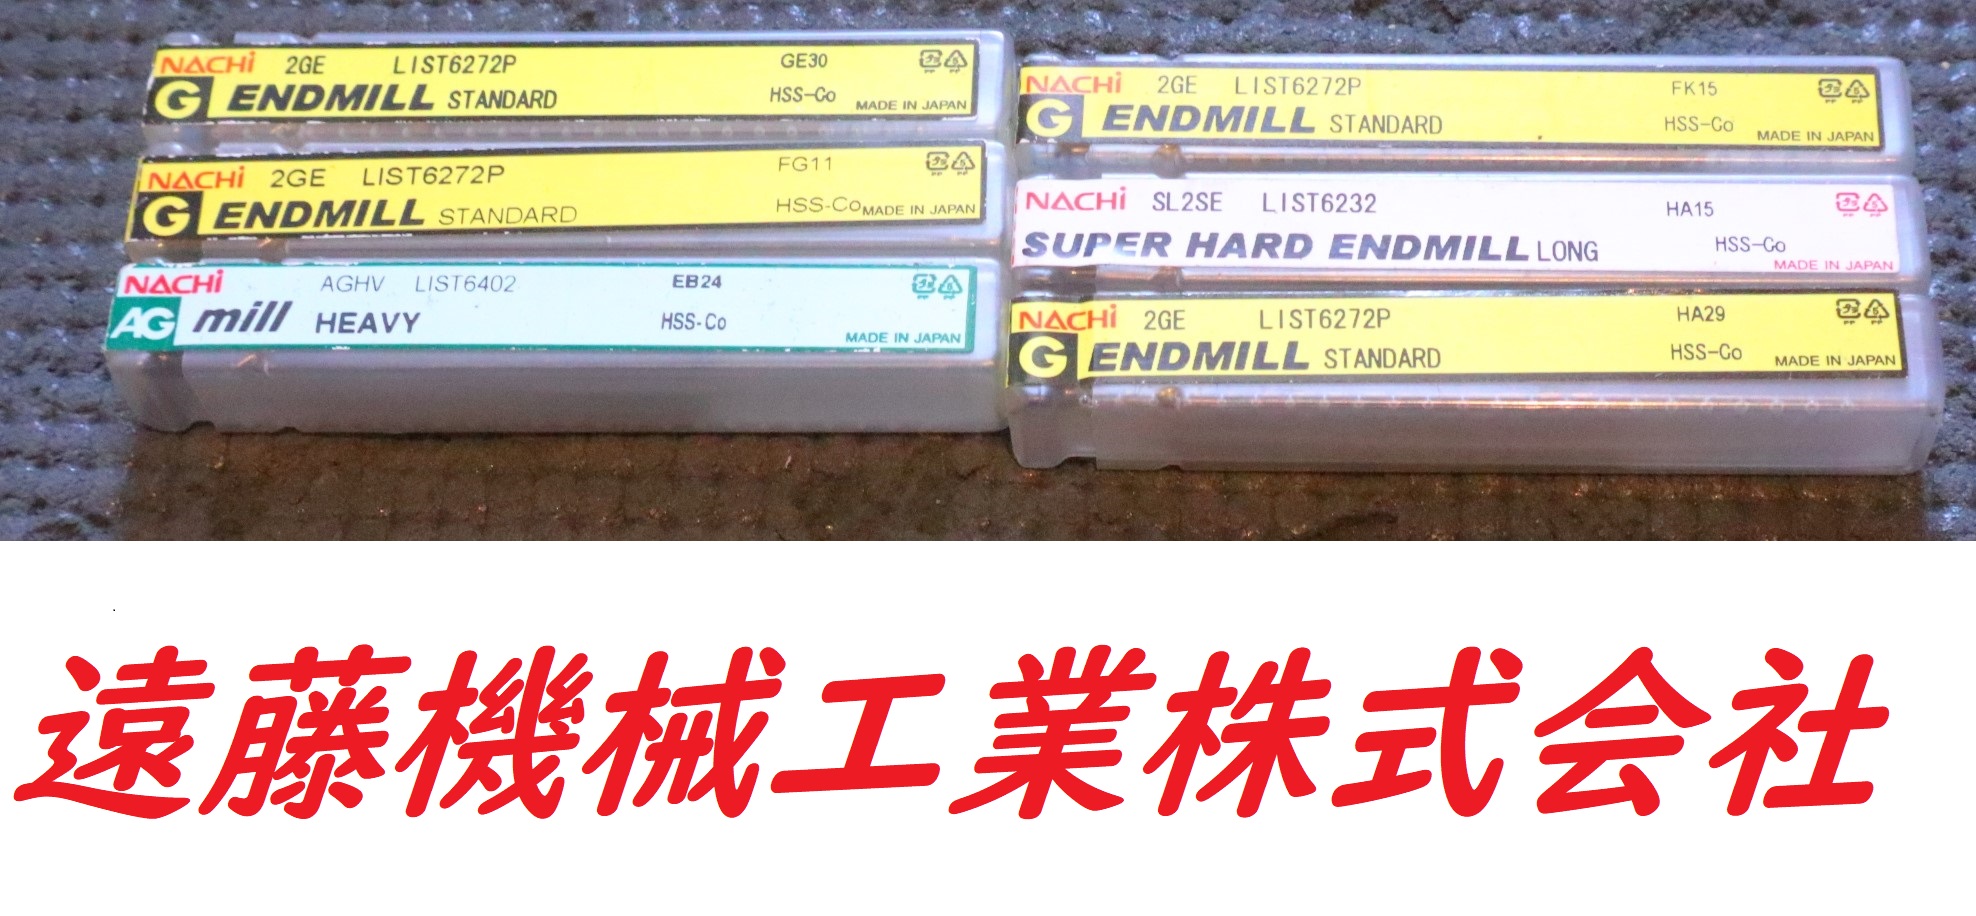 NACHi 2GE LIST6272P GE30
G ENDMILL STANDARD HSS-Co MADE IN JAPAN
NACHi 2GE LIST6272P FG11
G ENDMILL STANDARD HSS-Co MADE IN JAPAN
NACHi AGHV LIST6402 EB24
AG mill HEAVY HSS-Co
MADE IN JAPAN
NACHi 2GE LIST6272P FK15
G ENDMILL STANDARD HSS-Co MADE IN JAPAN
NACHi SL2SE LIST6232 HA15
SUPER HARD ENDMILL LONG HSS-Co
MADE IN JAPAN
NACHi 2GE LIST6272P HA29
G ENDMILL STANDARD HSS-Co MADE IN JAPAN
遠藤機械工業株式会社